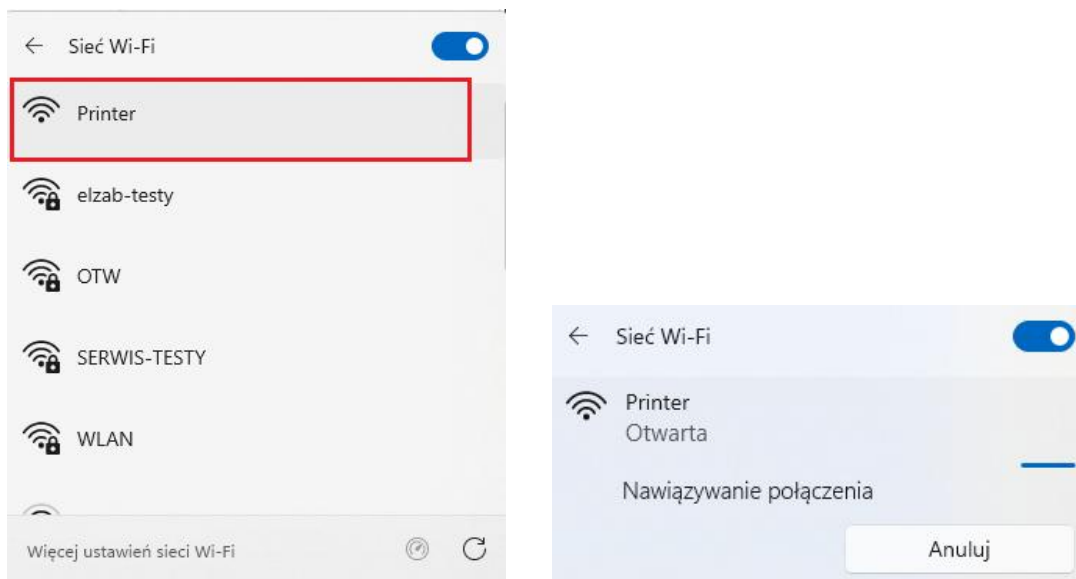 Sieć Wi-Fi
Printer
elzab-testy
OTW
SERWIS-TESTY
WLAN
Więcej ustawień sieci Wi-Fi
Sieć Wi-Fi
Printer
Otwarta
Nawiązywanie połączenia
Anuluj